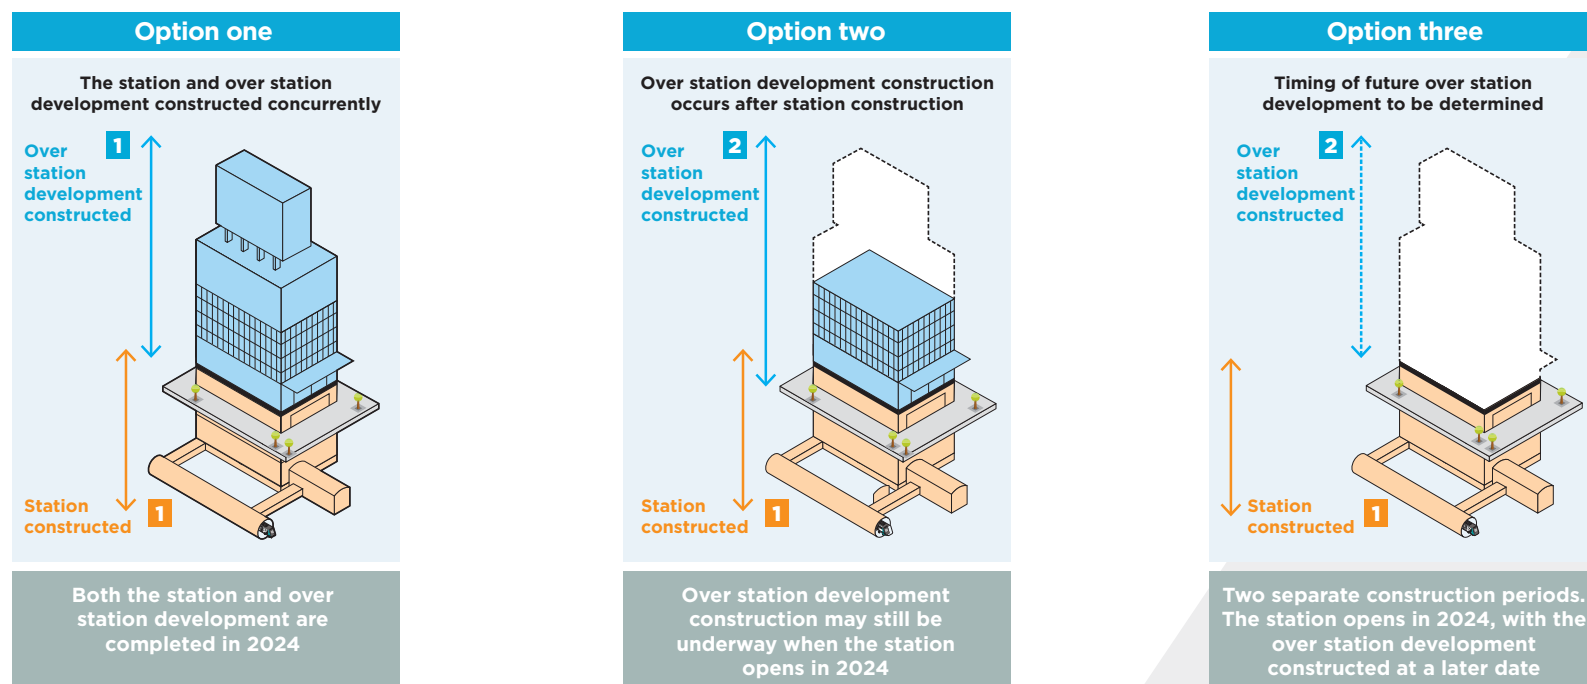 Option one
The station and over station
development constructed concurrently
1
Over
station
development
constructed
Station
constructed
1
Both the station and over
station development are
completed in 2024
Option two
Over station development construction
occurs after station construction
2
Over
station
development
constructed
Station
constructed
1
Over station development
construction may still be
underway when the station
opens in 2024
Option three
Timing of future over station
development to be determined
2
Over
station
development
constructed
Station
constructed
1
Two separate construction periods.
The station opens in 2024, with the
over station development
constructed at a later date